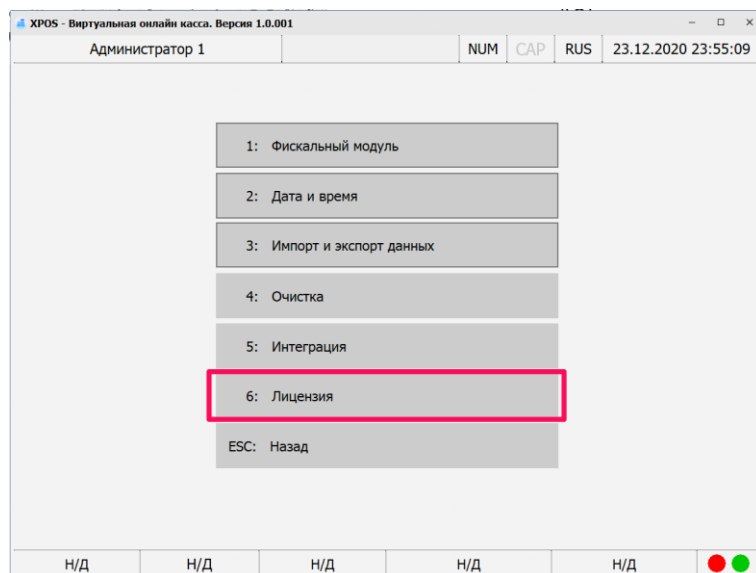 XPOS - Виртуальная онлайн касса. Версия 1.0.001
Администратор 1 NUM CAP RUS 23.12.2020 23:55:09
1: Фискальный модуль
2: Дата и время
3: Импорт и экспорт данных
4: Очистка
5: Интеграция
6: Лицензия
ESC: Назад
Н/Д Н/Д Н/Д Н/Д Н/Д